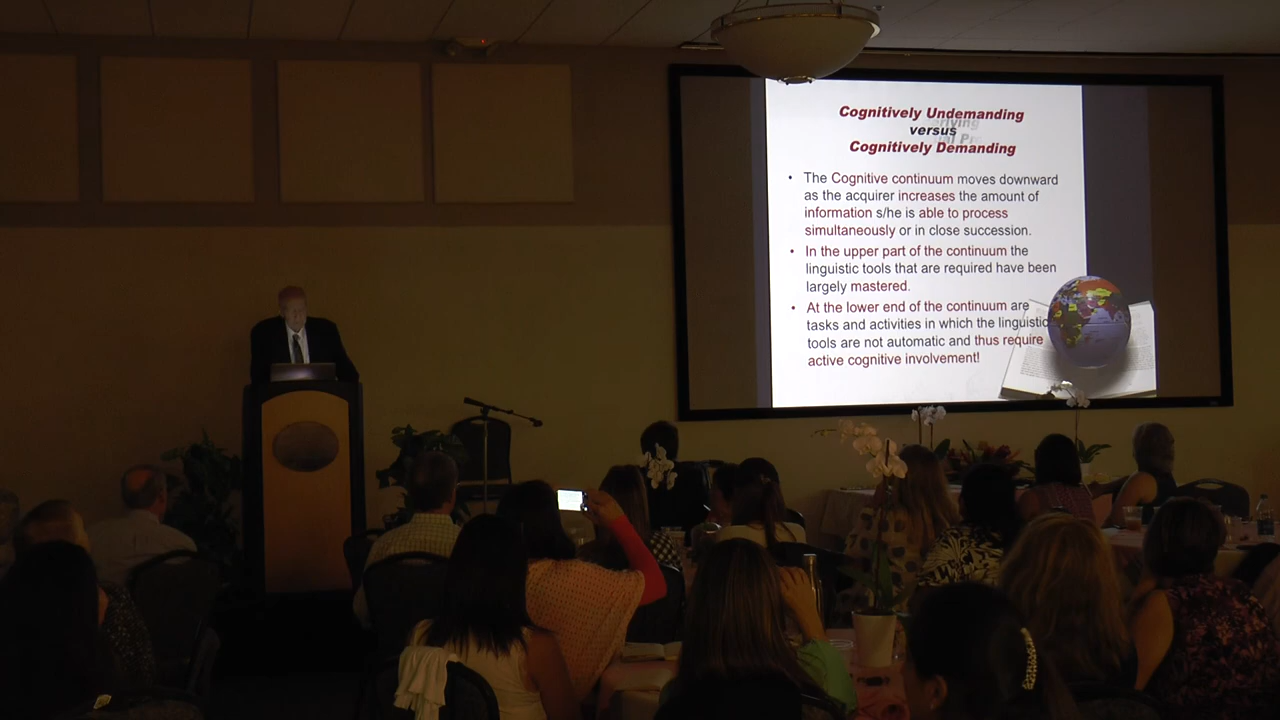 Cognitively Undemanding
versus
Cognitively Demanding
• The Cognitive continuum moves downward
as the acquirer increases the amount of
information s/he is able to process
simultaneously or in close succession.
• In the upper part of the continuum the
linguistic tools that are required have been
largely mastered.
• At the lower end of the continuum are
tasks and activities in which the linguistic
tools are not automatic and thus require
active cognitive involvement!